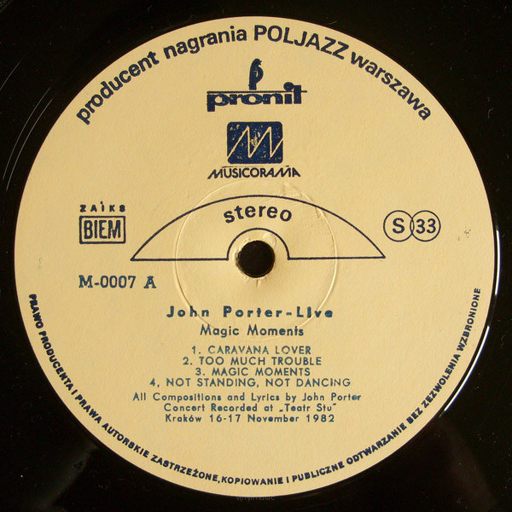 producent nagrania POLJAZZ warszawa
pronit
MUSICORAMA
ZAiKS
BIEM
stereo
S 33
M-0007 A
John Porter-Live
Magic Moments
1. CARAVANA LOVER
2. TOO MUCH TROUBLE
3. MAGIC MOMENTS
4. NOT STANDING, NOT DANCING
All Compositions and Lyrics by John Porter
Concert Recorded at „Teatr Stu"
Kraków 16-17 November 1982
PRAWO PRODUCENTA I PRAWA AUTORSKIE ZASTRZEŻONE, KOPIOWANIE I PUBLICZNE ODTWARZANIE BEZ ZEZWOLENIA WZBRONIONE